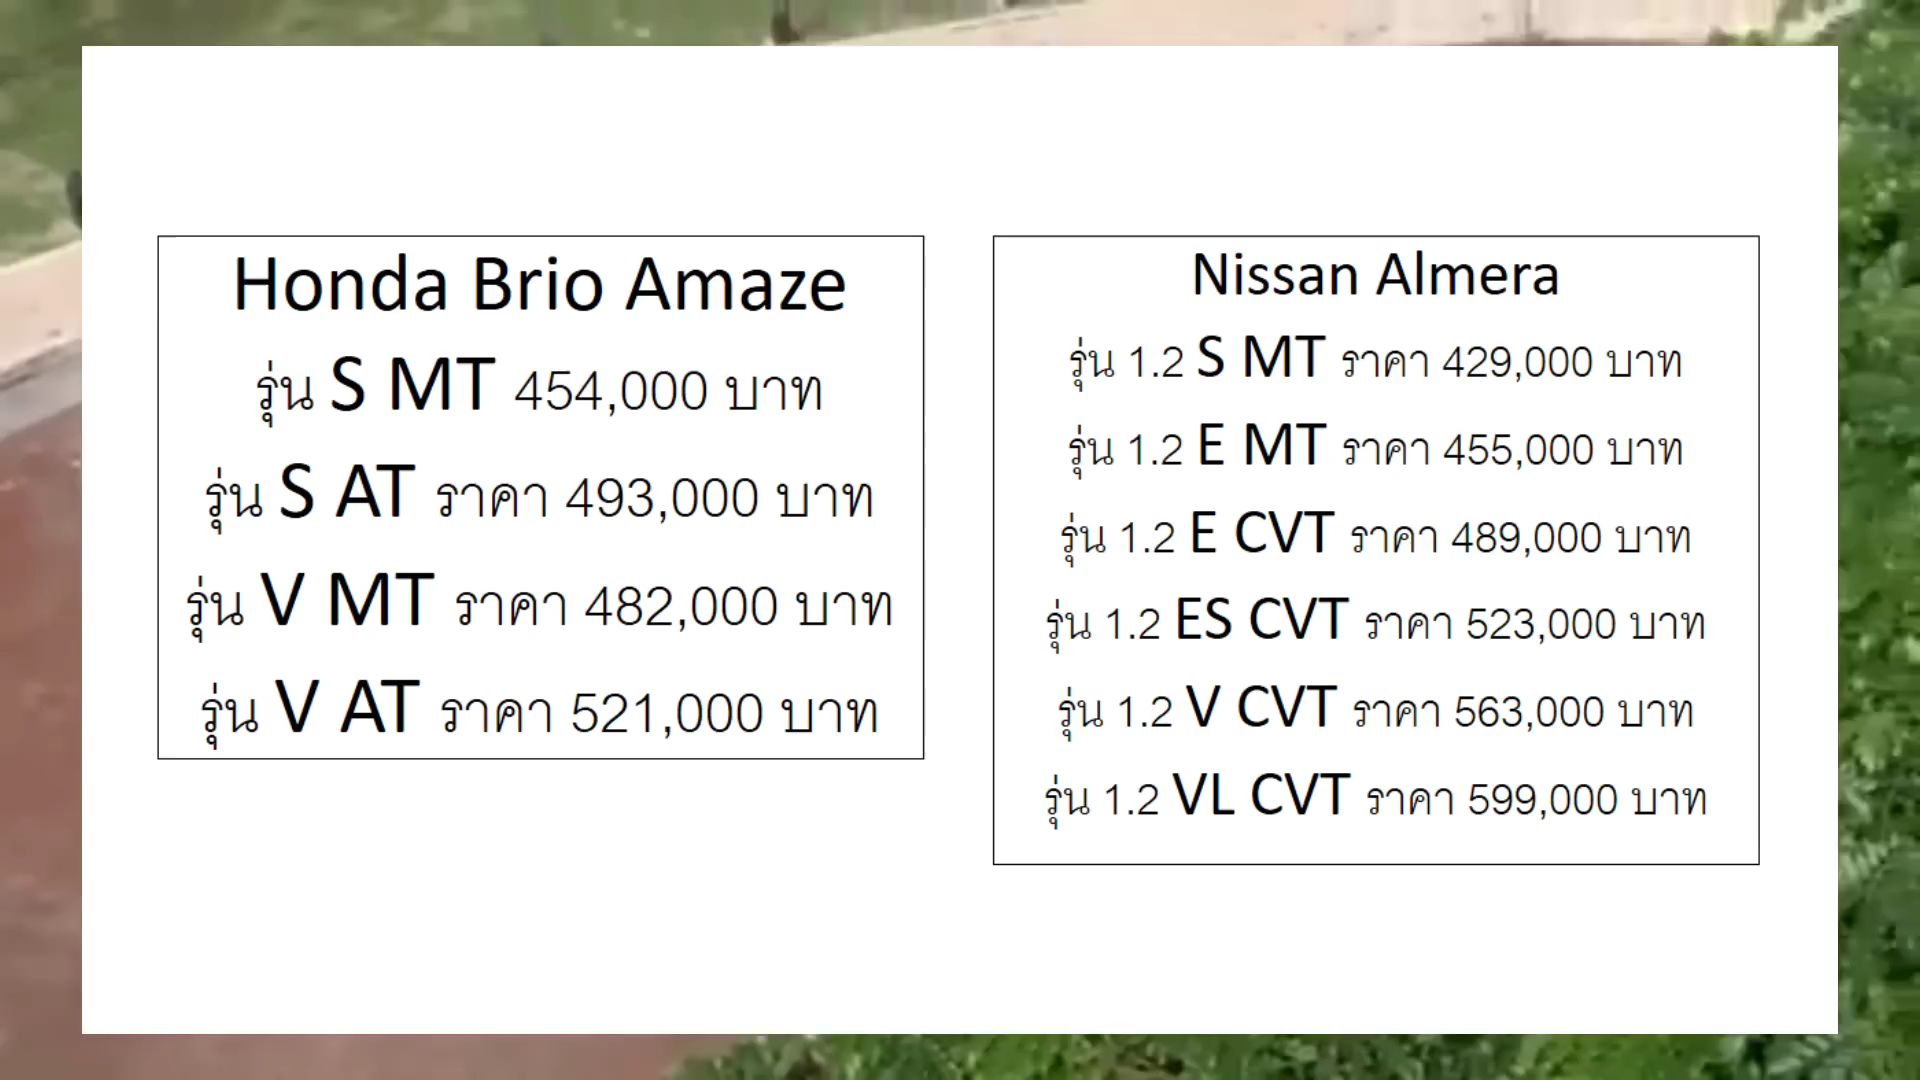 Honda Brio Amaze
รุ่น S MT 454,000 บาท
รุ่น S AT ราคา 493,000 บาท
รุ่น V MT ราคา 482,000 บาท
รุ่น V AT ราคา 521,000 บาท
Nissan Almera
รุ่น 1.2 S MT ราคา 429,000 บาท
รุ่น 1.2 E MT ราคา 455,000 บาท
รุ่น 1.2 E CVT ราคา 489,000 บาท
รุ่น 1.2 ES CVT ราคา 523,000 บาท
รุ่น 1.2 V CVT ราคา 563,000 บาท
รุ่น 1.2 VL CVT ราคา 599,000 บาท